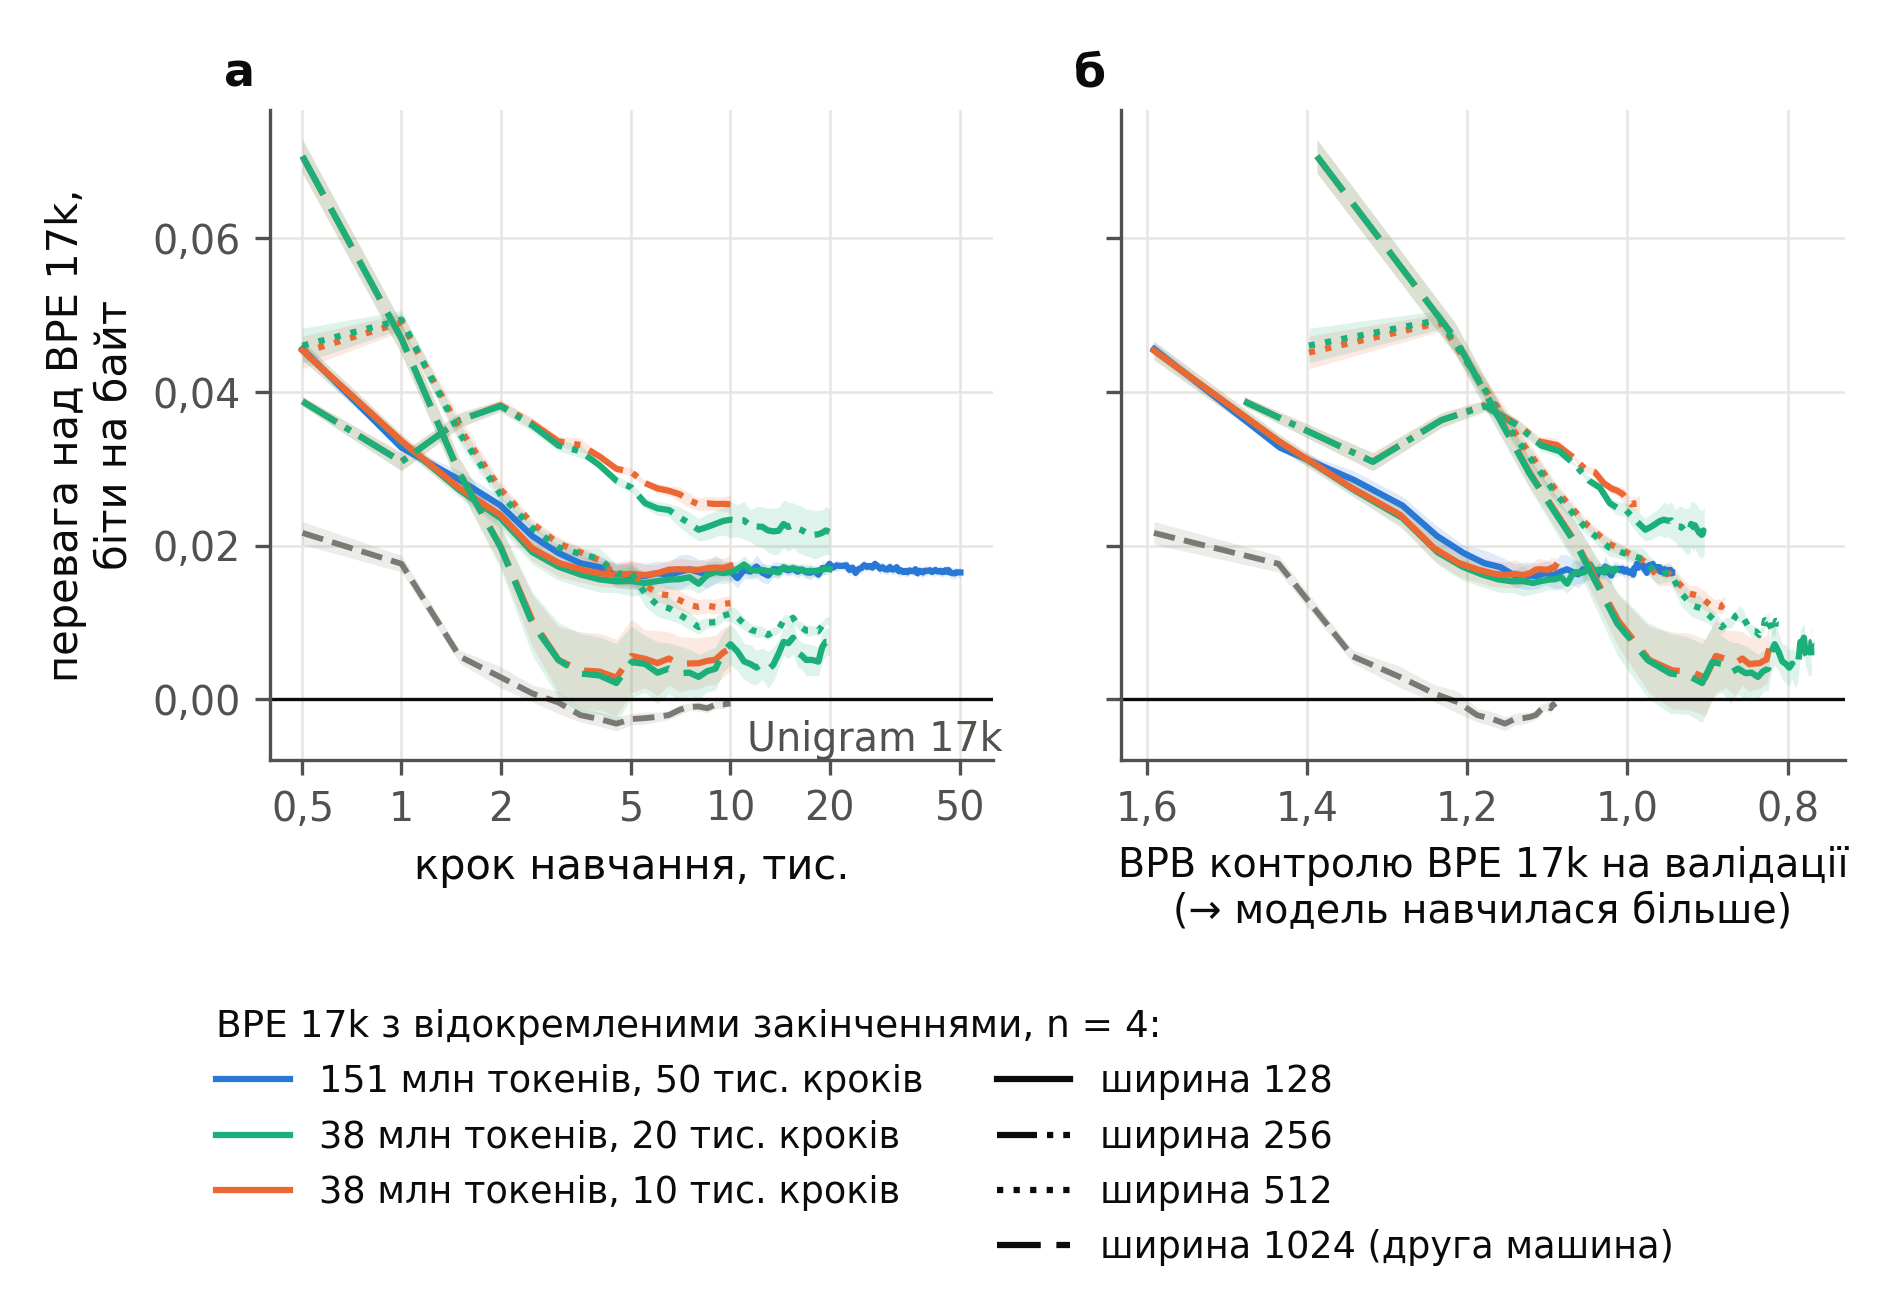 а
б
перевага над BPE 17k,
біти на байт
0,06
0,04
0,02
0,00
Unigram 17k
0,5 1 2 5 10 20 50
1,6 1,4 1,2 1,0 0,8
крок навчання, тис.
BPB контролю BPE 17k на валідації
(→ модель навчилася більше)
BPE 17k з відокремленими закінченнями, n = 4:
151 млн токенів, 50 тис. кроків
38 млн токенів, 20 тис. кроків
38 млн токенів, 10 тис. кроків
ширина 128
ширина 256
ширина 512
ширина 1024 (друга машина)